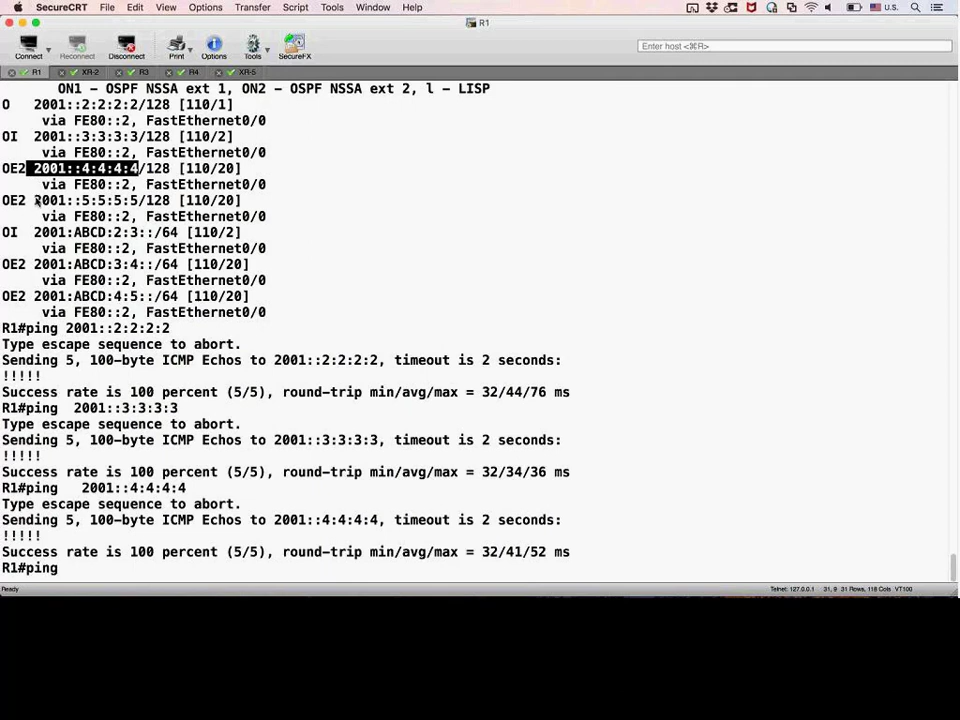 SecureCRT File Edit View Options Transfer Script Tools Window Help U.S.
R1
Connect Reconnect Disconnect Print Options Tools SecureFX
Enter host <⌘R>
R1 XR-2 R3 R4 XR-5
ON1 - OSPF NSSA ext 1, ON2 - OSPF NSSA ext 2, l - LISP
O 2001::2:2:2:2/128 [110/1]
via FE80::2, FastEthernet0/0
OI 2001::3:3:3:3/128 [110/2]
via FE80::2, FastEthernet0/0
OE2 2001::4:4:4:4/128 [110/20]
via FE80::2, FastEthernet0/0
OE2 2001::5:5:5:5/128 [110/20]
via FE80::2, FastEthernet0/0
OI 2001:ABCD:2:3::/64 [110/2]
via FE80::2, FastEthernet0/0
OE2 2001:ABCD:3:4::/64 [110/20]
via FE80::2, FastEthernet0/0
OE2 2001:ABCD:4:5::/64 [110/20]
via FE80::2, FastEthernet0/0
R1#ping 2001::2:2:2:2
Type escape sequence to abort.
Sending 5, 100-byte ICMP Echos to 2001::2:2:2:2, timeout is 2 seconds:
!!!!!
Success rate is 100 percent (5/5), round-trip min/avg/max = 32/44/76 ms
R1#ping 2001::3:3:3:3
Type escape sequence to abort.
Sending 5, 100-byte ICMP Echos to 2001::3:3:3:3, timeout is 2 seconds:
!!!!!
Success rate is 100 percent (5/5), round-trip min/avg/max = 32/34/36 ms
R1#ping 2001::4:4:4:4
Type escape sequence to abort.
Sending 5, 100-byte ICMP Echos to 2001::4:4:4:4, timeout is 2 seconds:
!!!!!
Success rate is 100 percent (5/5), round-trip min/avg/max = 32/41/52 ms
R1#ping
Ready Telnet: 127.0.0.1 31, 9 31 Rows, 118 Cols VT100